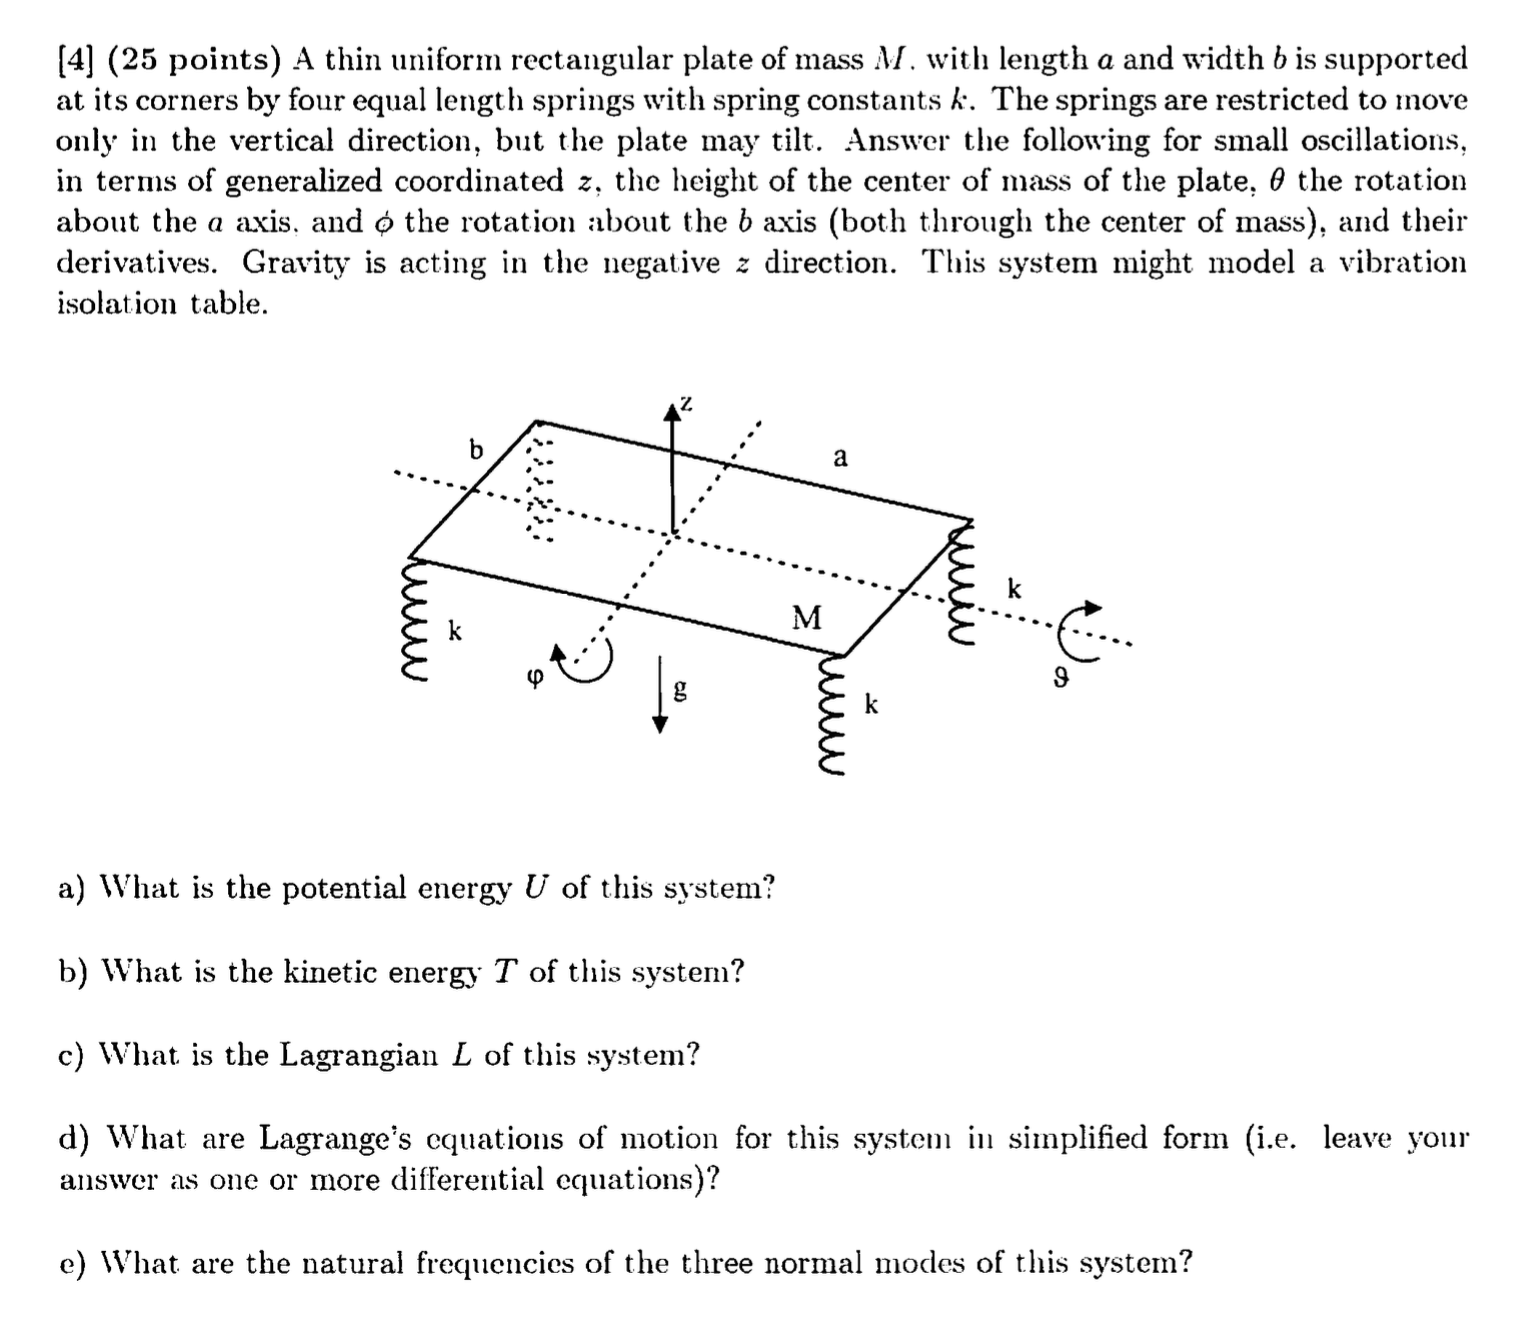 [4] (25 points) A thin uniform rectangular plate of mass M. with length a and width b is supported
at its corners by four equal length springs with spring constants k. The springs are restricted to move
only in the vertical direction, but the plate may tilt. Answer the following for small oscillations,
in terms of generalized coordinated z, the height of the center of mass of the plate, θ the rotation
about the a axis, and ϕ the rotation about the b axis (both through the center of mass), and their
derivatives. Gravity is acting in the negative z direction. This system might model a vibration
isolation table.
z
b
a
k
M
k
φ
g
ϑ
k
a) What is the potential energy U of this system?
b) What is the kinetic energy T of this system?
c) What is the Lagrangian L of this system?
d) What are Lagrange's equations of motion for this system in simplified form (i.e. leave your
answer as one or more differential equations)?
e) What are the natural frequencies of the three normal modes of this system?